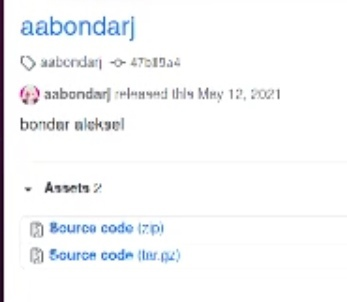 aabondarj
aabondarj 47b15a4
aabondarj released this May 12, 2021
bondar aleksei
Assets 2
Source code (zip)
Source code (tar.gz)